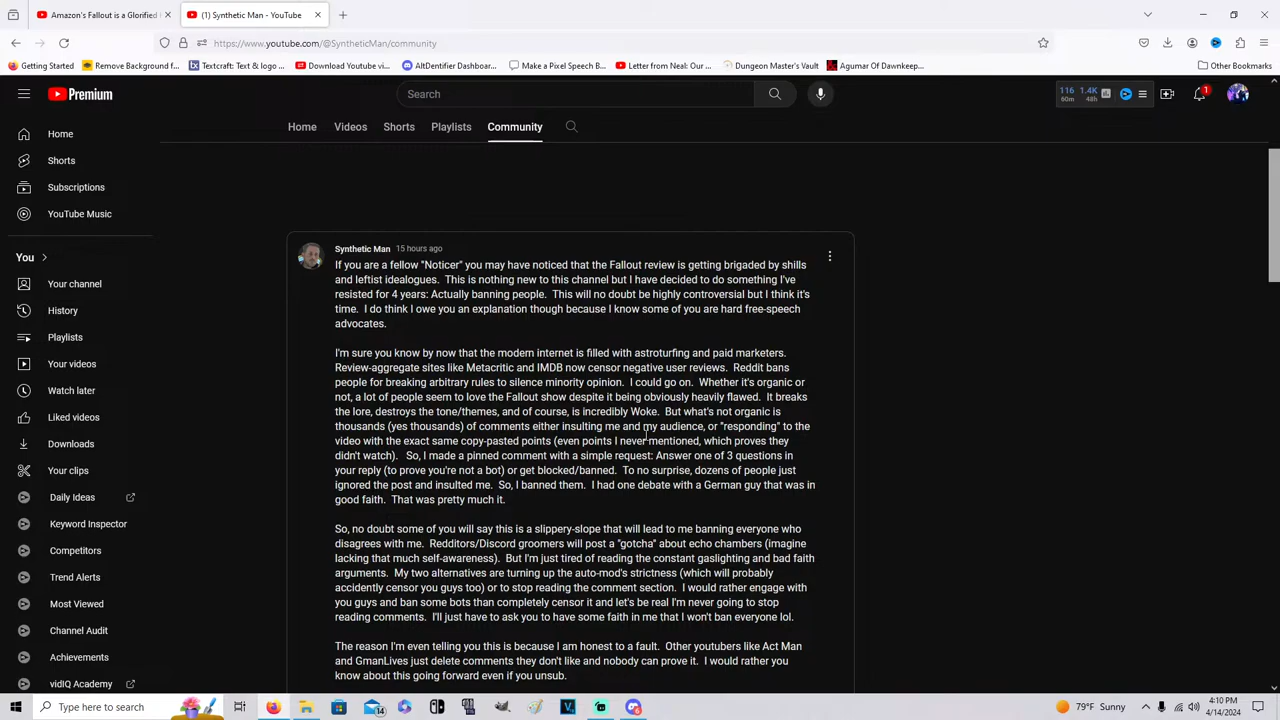 Amazon's Fallout is a Glorified
(1) Synthetic Man - YouTube
https://www.youtube.com/@SyntheticMan/community
Getting Started
Remove Background f...
Textcraft: Text & logo ...
Download Youtube vi...
AltDentifier Dashboar...
Make a Pixel Speech B...
Letter from Neal: Our ...
Dungeon Master's Vault
Agumar Of Dawnkeep...
Other Bookmarks
Premium
Search
116
60m
1.4K
48h
1
Home
Videos
Shorts
Playlists
Community
Home
Shorts
Subscriptions
YouTube Music
You
Your channel
History
Playlists
Your videos
Watch later
Liked videos
Downloads
Your clips
Daily Ideas
Keyword Inspector
Competitors
Trend Alerts
Most Viewed
Channel Audit
Achievements
vidIQ Academy
Synthetic Man 15 hours ago
If you are a fellow "Noticer" you may have noticed that the Fallout review is getting brigaded by shills
and leftist idealogues. This is nothing new to this channel but I have decided to do something I've
resisted for 4 years: Actually banning people. This will no doubt be highly controversial but I think it's
time. I do think I owe you an explanation though because I know some of you are hard free-speech
advocates.
I'm sure you know by now that the modern internet is filled with astroturfing and paid marketers.
Review-aggregate sites like Metacritic and IMDB now censor negative user reviews. Reddit bans
people for breaking arbitrary rules to silence minority opinion. I could go on. Whether it's organic or
not, a lot of people seem to love the Fallout show despite it being obviously heavily flawed. It breaks
the lore, destroys the tone/themes, and of course, is incredibly Woke. But what's not organic is
thousands (yes thousands) of comments either insulting me and my audience, or "responding" to the
video with the exact same copy-pasted points (even points I never mentioned, which proves they
didn't watch). So, I made a pinned comment with a simple request: Answer one of 3 questions in
your reply (to prove you're not a bot) or get blocked/banned. To no surprise, dozens of people just
ignored the post and insulted me. So, I banned them. I had one debate with a German guy that was in
good faith. That was pretty much it.
So, no doubt some of you will say this is a slippery-slope that will lead to me banning everyone who
disagrees with me. Redditors/Discord groomers will post a "gotcha" about echo chambers (imagine
lacking that much self-awareness). But I'm just tired of reading the constant gaslighting and bad faith
arguments. My two alternatives are turning up the auto-mod's strictness (which will probably
accidently censor you guys too) or to stop reading the comment section. I would rather engage with
you guys and ban some bots than completely censor it and let's be real I'm never going to stop
reading comments. I'll just have to ask you to have some faith in me that I won't ban everyone lol.
The reason I'm even telling you this is because I am honest to a fault. Other youtubers like Act Man
and GmanLives just delete comments they don't like and nobody can prove it. I would rather you
know about this going forward even if you unsub.
Type here to search
14
79°F Sunny
4:10 PM
4/14/2024